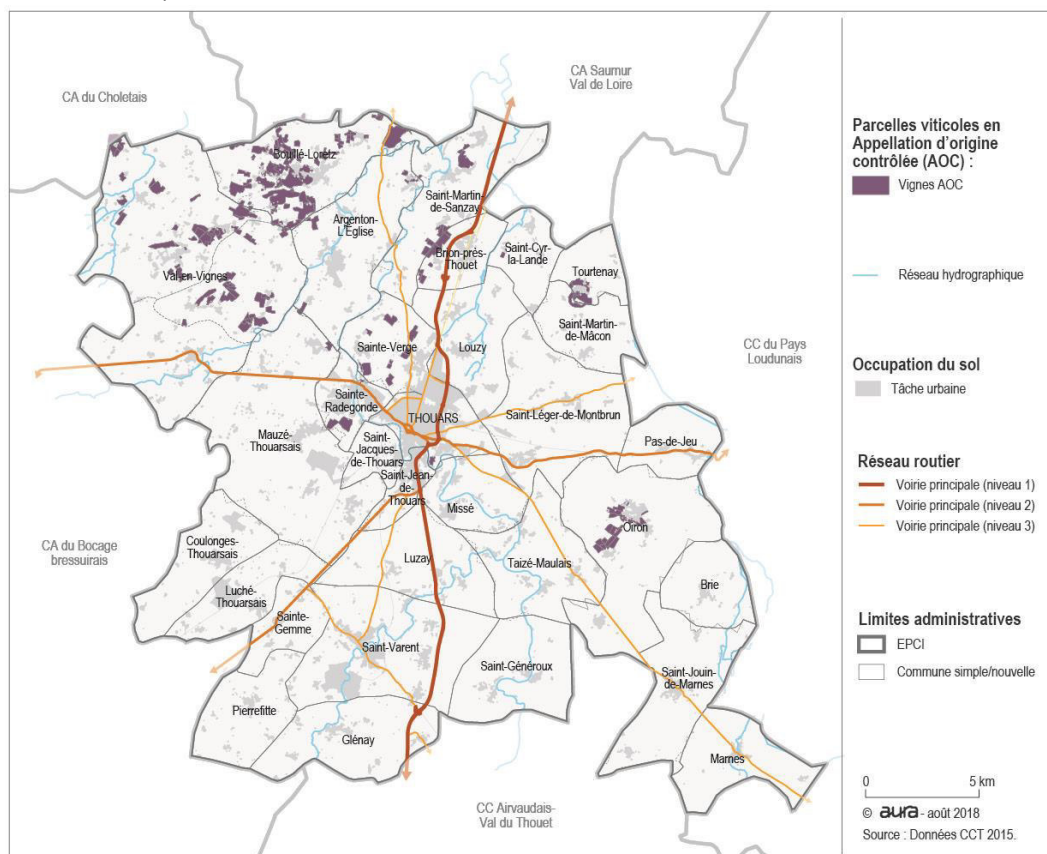 CA du Choletais
CA Saumur
Val de Loire
Bouillé-Loretz
Saint-Martin-
de-Sanzay
Argenton-
L'Eglise
Brion-près-
Thouet
Saint-Cyr-
la-Lande
Val-en-Vignes
Tourtenay
Saint-Martin-
de-Mâcon
Sainte-Verge
Louzy
CC du Pays
Loudunais
Sainte-
Radegonde
THOUARS
Saint-Léger-de-Montbrun
Mauzé-
Thouarsais
Saint-
Jacques-
de-Thouars
Pas-de-Jeu
Saint-Jean-
de-
Thouars
Missé
Oiron
CA du Bocage
bressuirais
Coulonges-
Thouarsais
Luzay
Taizé-Maulais
Brie
Luché-
Thouarsais
Sainte-
Gemme
Saint-Varent
Saint-Généroux
Saint-Jouin-
de-Marnes
Pierrefitte
Glénay
Marnes
CC Airvaudais-
Val du Thouet
Parcelles viticoles en
Appellation d'origine
contrôlée (AOC) :
Vignes AOC
Réseau hydrographique
Occupation du sol
Tâche urbaine
Réseau routier
Voirie principale (niveau 1)
Voirie principale (niveau 2)
Voirie principale (niveau 3)
Limites administratives
EPCI
Commune simple/nouvelle
0 5 km
© aura - août 2018
Source : Données CCT 2015.